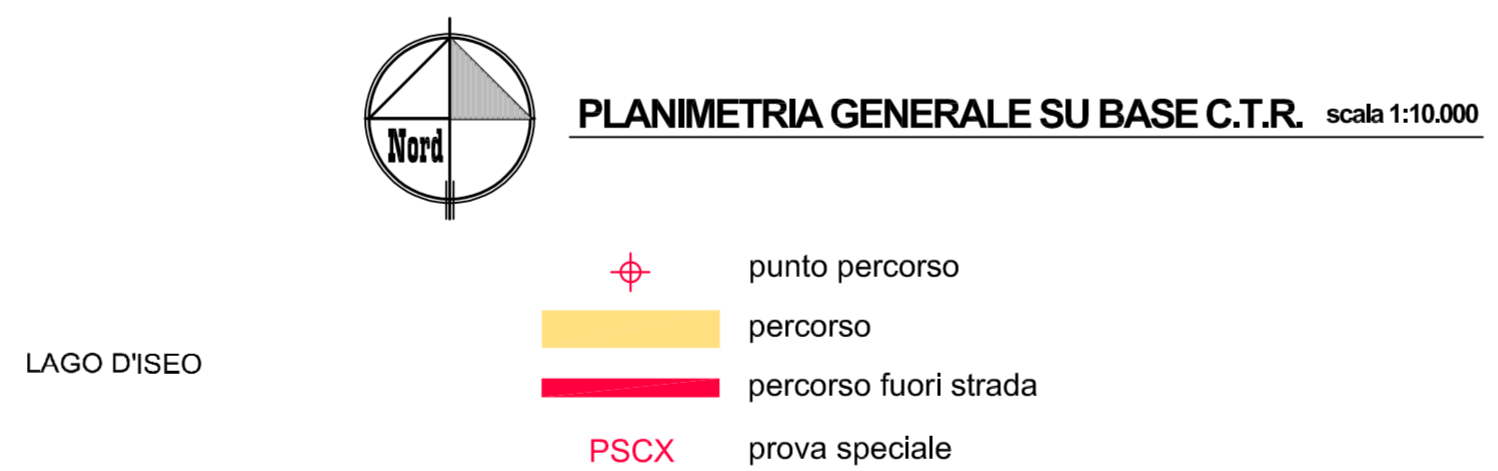 Nord
PLANIMETRIA GENERALE SU BASE C.T.R. scala 1:10.000
punto percorso
percorso
LAGO D'ISEO
percorso fuori strada
PSCX prova speciale